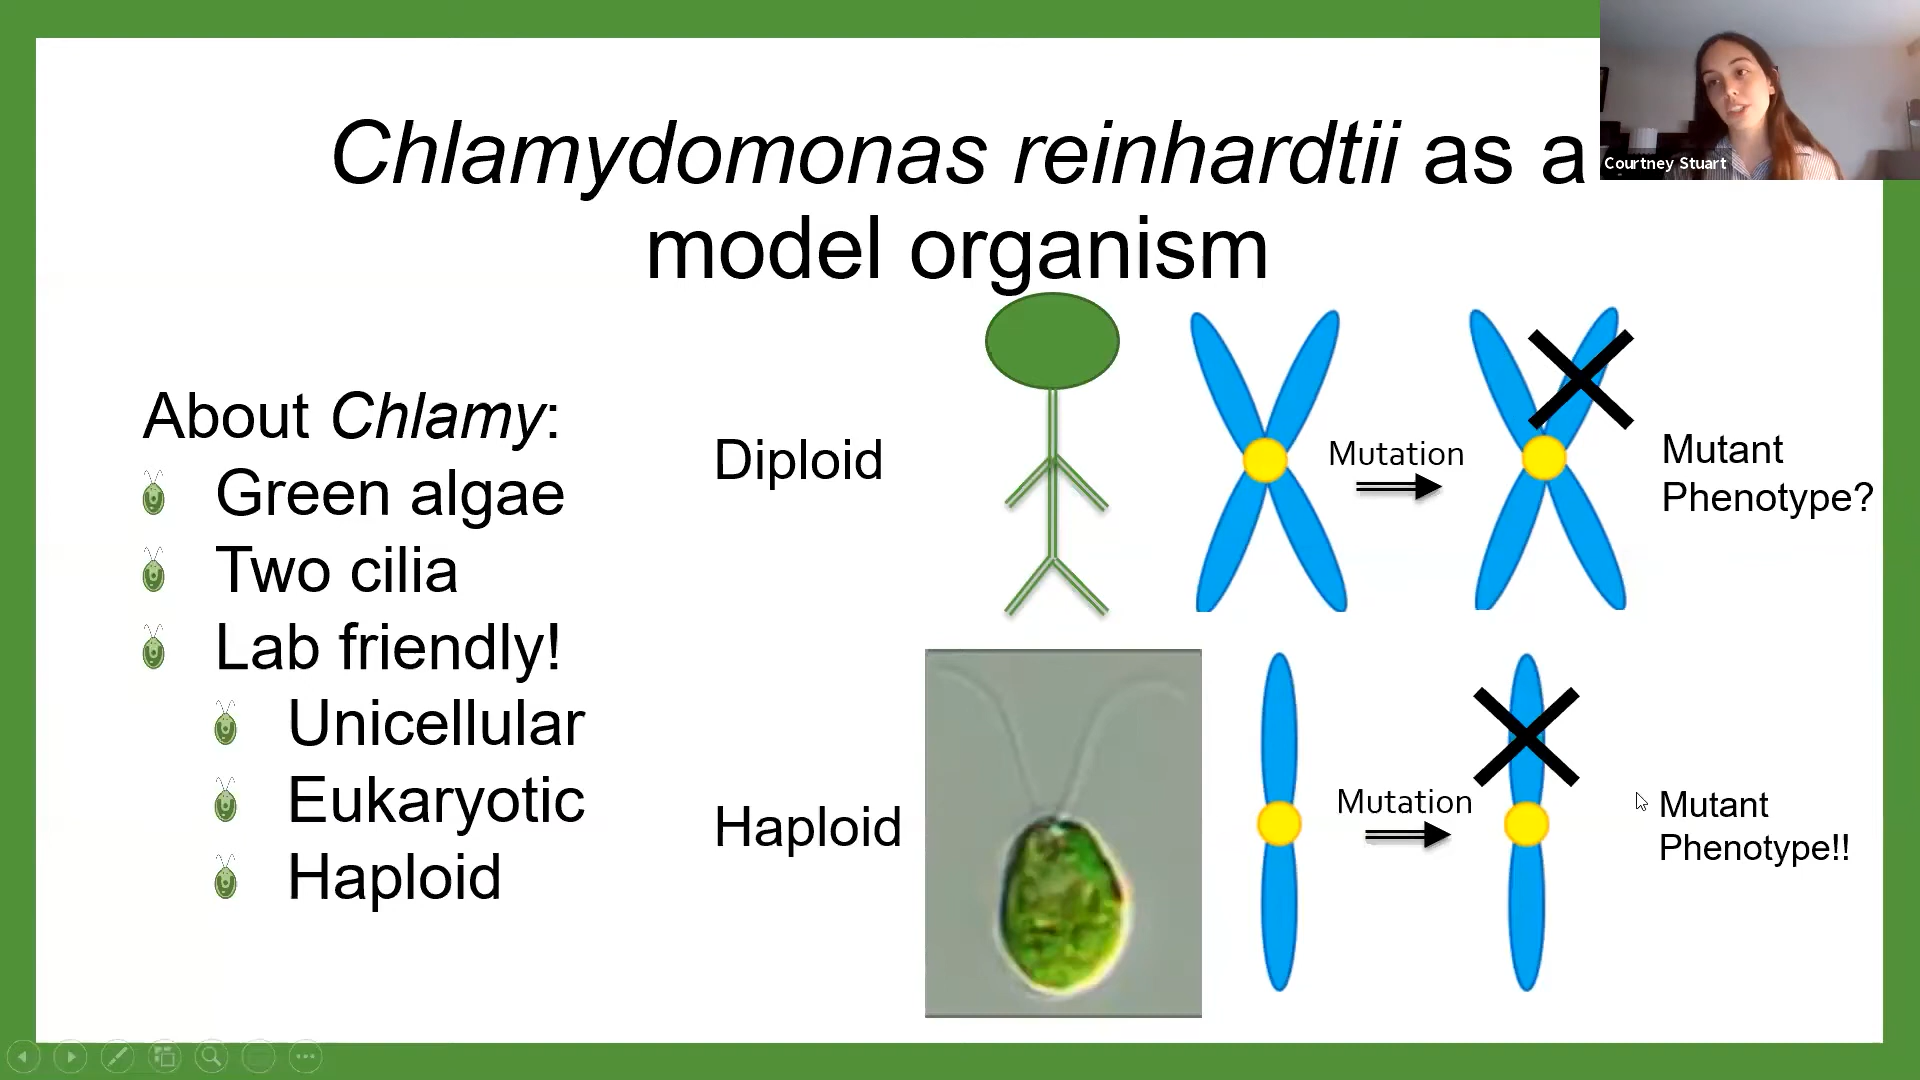 Chlamydomonas reinhardtii as a
model organism
Courtney Stuart
About Chlamy:
Green algae
Two cilia
Lab friendly!
Unicellular
Eukaryotic
Haploid
Diploid
Mutation
Mutant
Phenotype?
Haploid
Mutation
Mutant
Phenotype!!